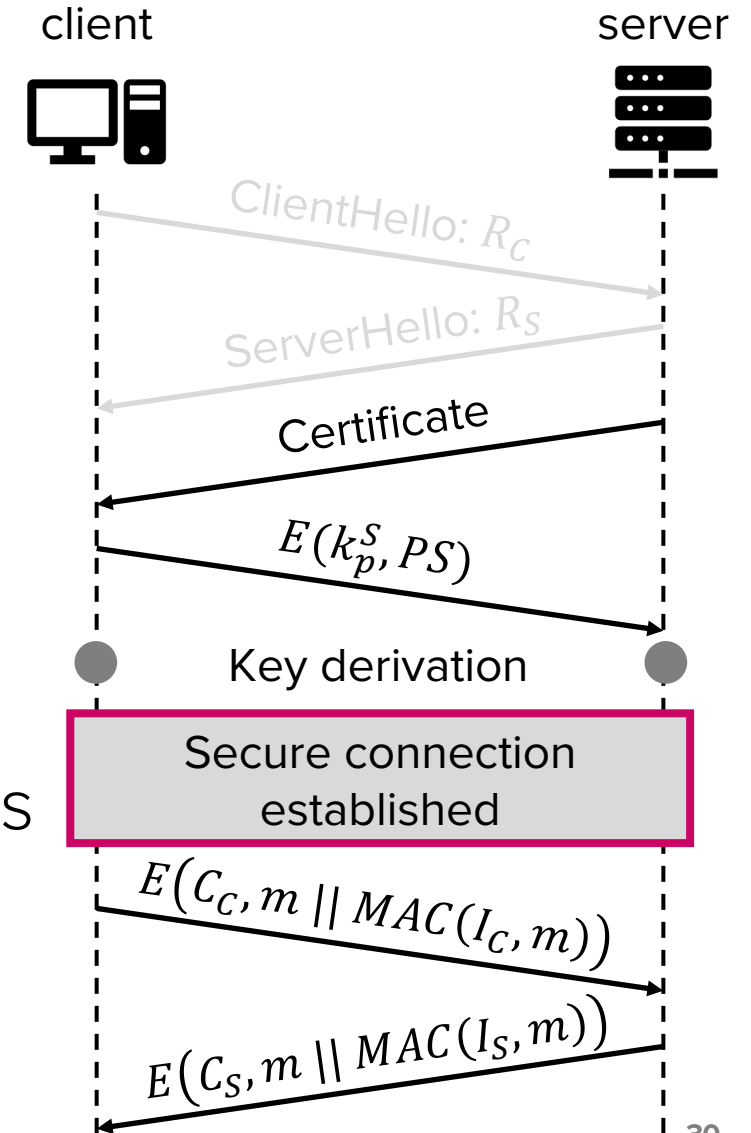 client
server
ClientHello: R_C
ServerHello: R_S
Certificate
E(k_p^S, PS)
Key derivation
Secure connection
established
S
E(C_C, m || MAC(I_C, m))
E(C_S, m || MAC(I_S, m))